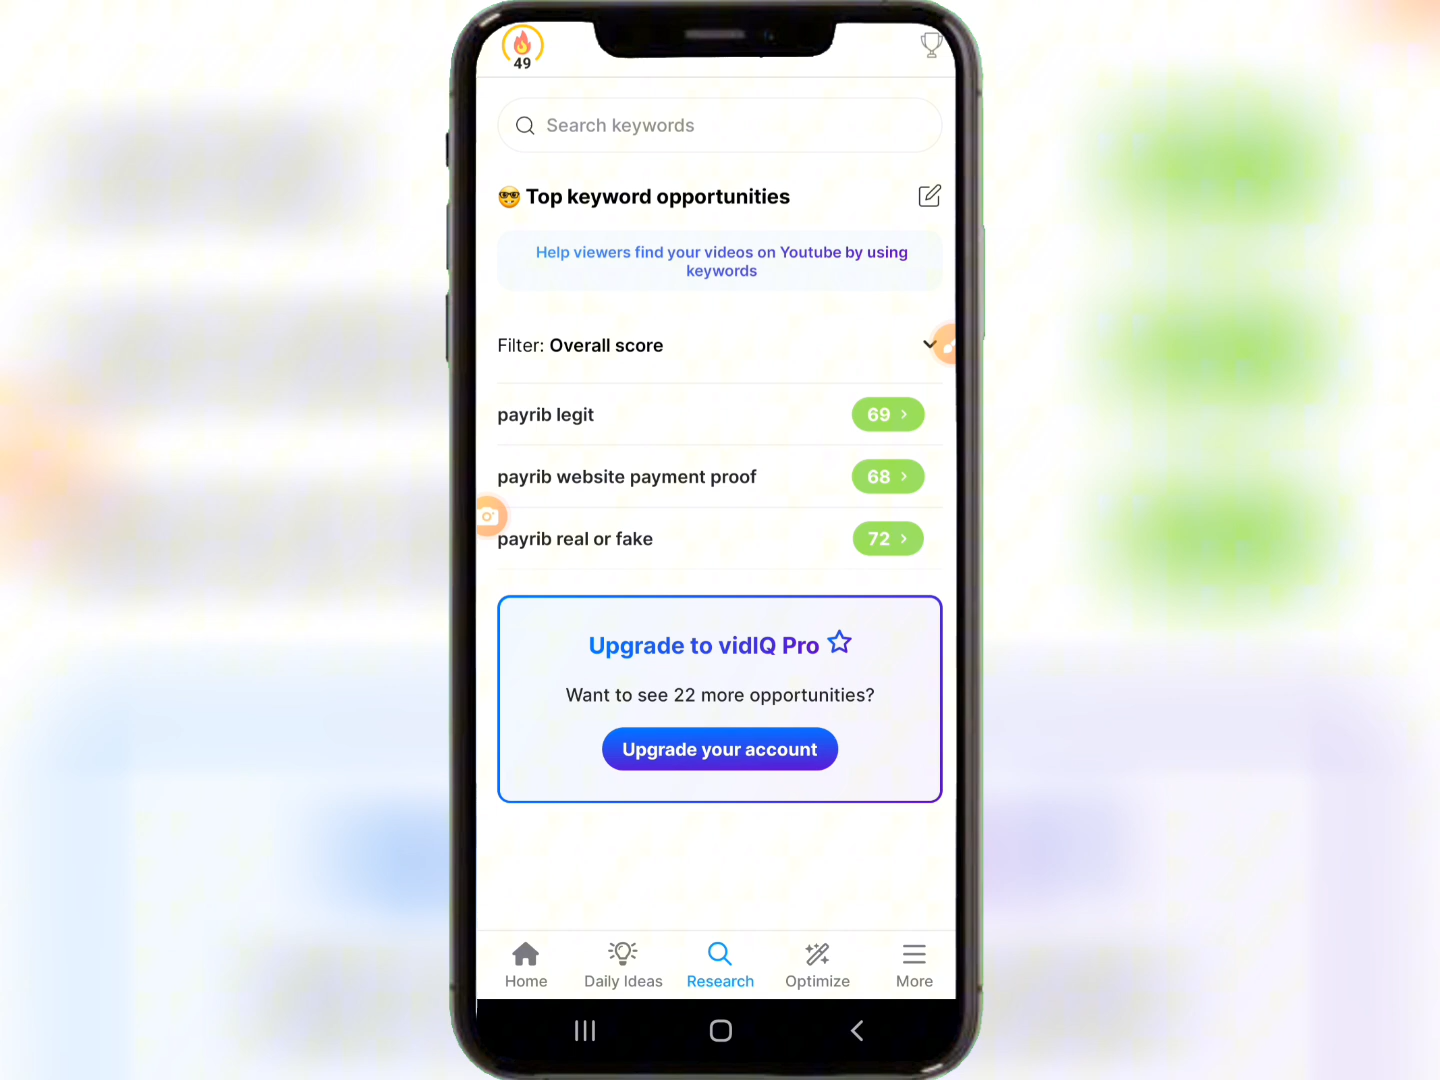 49
Search keywords
Top keyword opportunities
Help viewers find your videos on Youtube by using
keywords
Filter: Overall score
payrib legit 69
payrib website payment proof 68
payrib real or fake 72
Upgrade to vidIQ Pro
Want to see 22 more opportunities?
Upgrade your account
Home Daily Ideas Research Optimize More